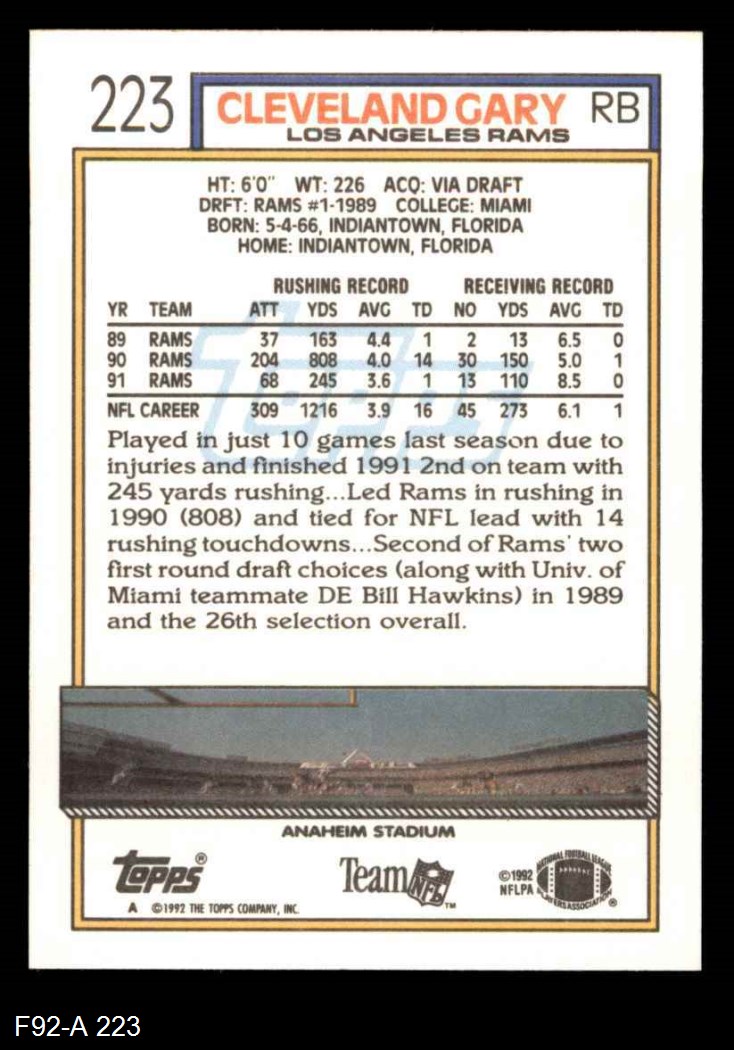 223
CLEVELAND GARY RB
LOS ANGELES RAMS
HT: 6'0" WT: 226 ACQ: VIA DRAFT
DRFT: RAMS #1-1989 COLLEGE: MIAMI
BORN: 5-4-66, INDIANTOWN, FLORIDA
HOME: INDIANTOWN, FLORIDA
RUSHING RECORD RECEIVING RECORD
YR TEAM ATT YDS AVG TD NO YDS AVG TD
89 RAMS 37 163 4.4 1 2 13 6.5 0
90 RAMS 204 808 4.0 14 30 150 5.0 1
91 RAMS 68 245 3.6 1 13 110 8.5 0
NFL CAREER 309 1216 3.9 16 45 273 6.1 1
topps
Played in just 10 games last season due to
injuries and finished 1991 2nd on team with
245 yards rushing...Led Rams in rushing in
1990 (808) and tied for NFL lead with 14
rushing touchdowns...Second of Rams' two
first round draft choices (along with Univ. of
Miami teammate DE Bill Hawkins) in 1989
and the 26th selection overall.
ANAHEIM STADIUM
topps®
A ©1992 THE TOPPS COMPANY, INC.
Team NFL™
©1992
NFLPA
NATIONAL FOOTBALL LEAGUE
PLAYERS ASSOCIATION®
F92-A 223